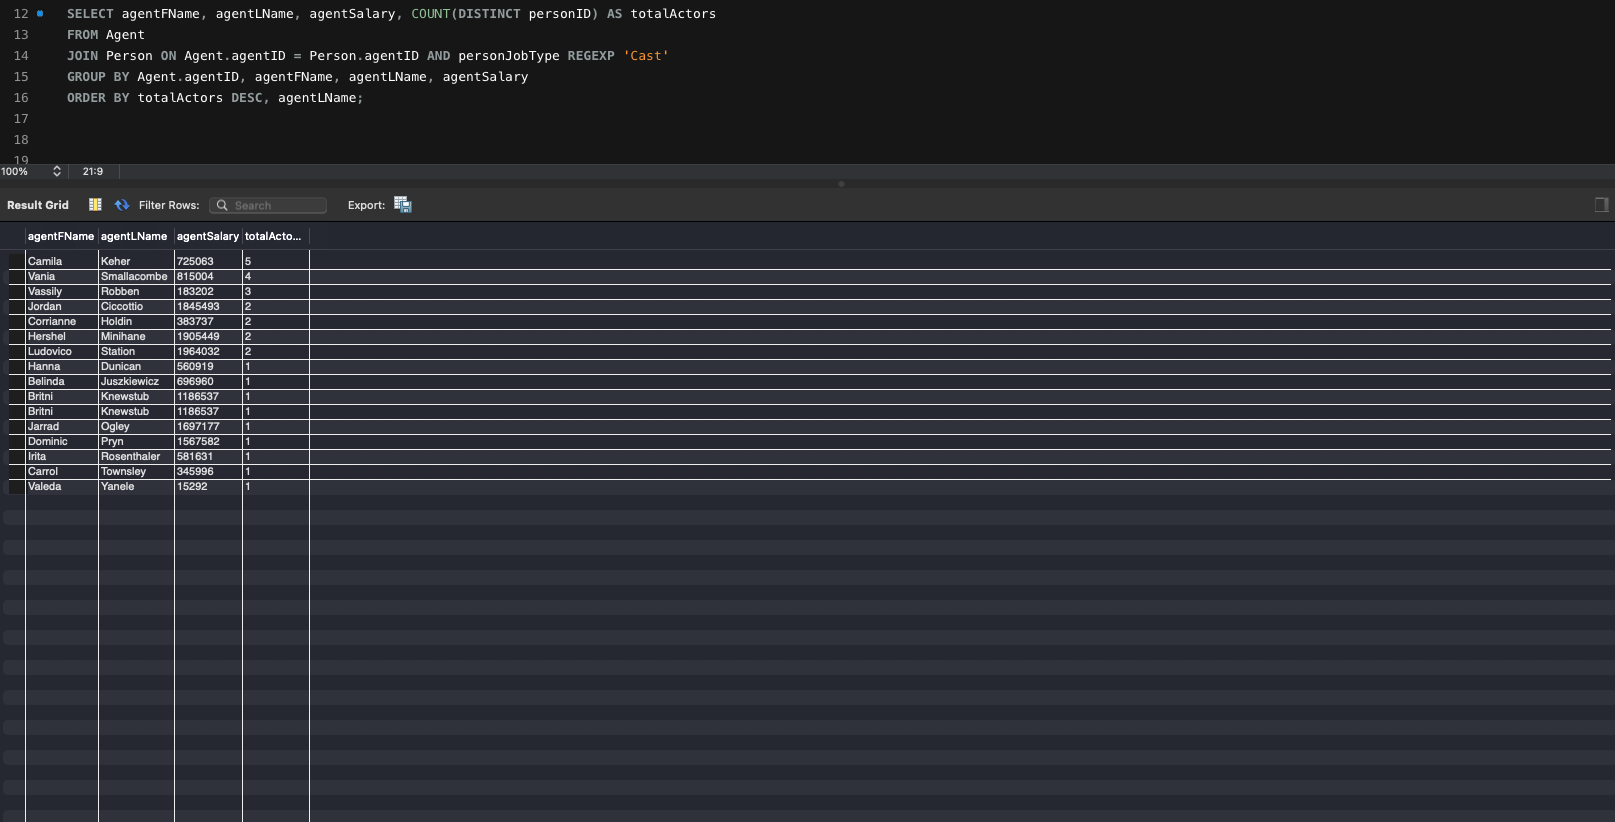 12 SELECT agentFName, agentLName, agentSalary, COUNT(DISTINCT personID) AS totalActors
13 FROM Agent
14 JOIN Person ON Agent.agentID = Person.agentID AND personJobType REGEXP 'Cast'
15 GROUP BY Agent.agentID, agentFName, agentLName, agentSalary
16 ORDER BY totalActors DESC, agentLName;
17
18
19
100% 21:9
Result Grid Filter Rows: Search Export:
agentFName agentLName agentSalary totalActo...
Camila Keher 725063 5
Vania Smallacombe 815004 4
Vassily Robben 183202 3
Jordan Ciccottio 1845493 2
Corrianne Holdin 383737 2
Hershel Minihane 1905449 2
Ludovico Station 1964032 2
Hanna Dunican 560919 1
Belinda Juszkiewicz 696960 1
Britni Knewstub 1186537 1
Britni Knewstub 1186537 1
Jarrad Ogley 1697177 1
Dominic Pryn 1567582 1
Irita Rosenthaler 581631 1
Carrol Townsley 345996 1
Valeda Yanele 15292 1